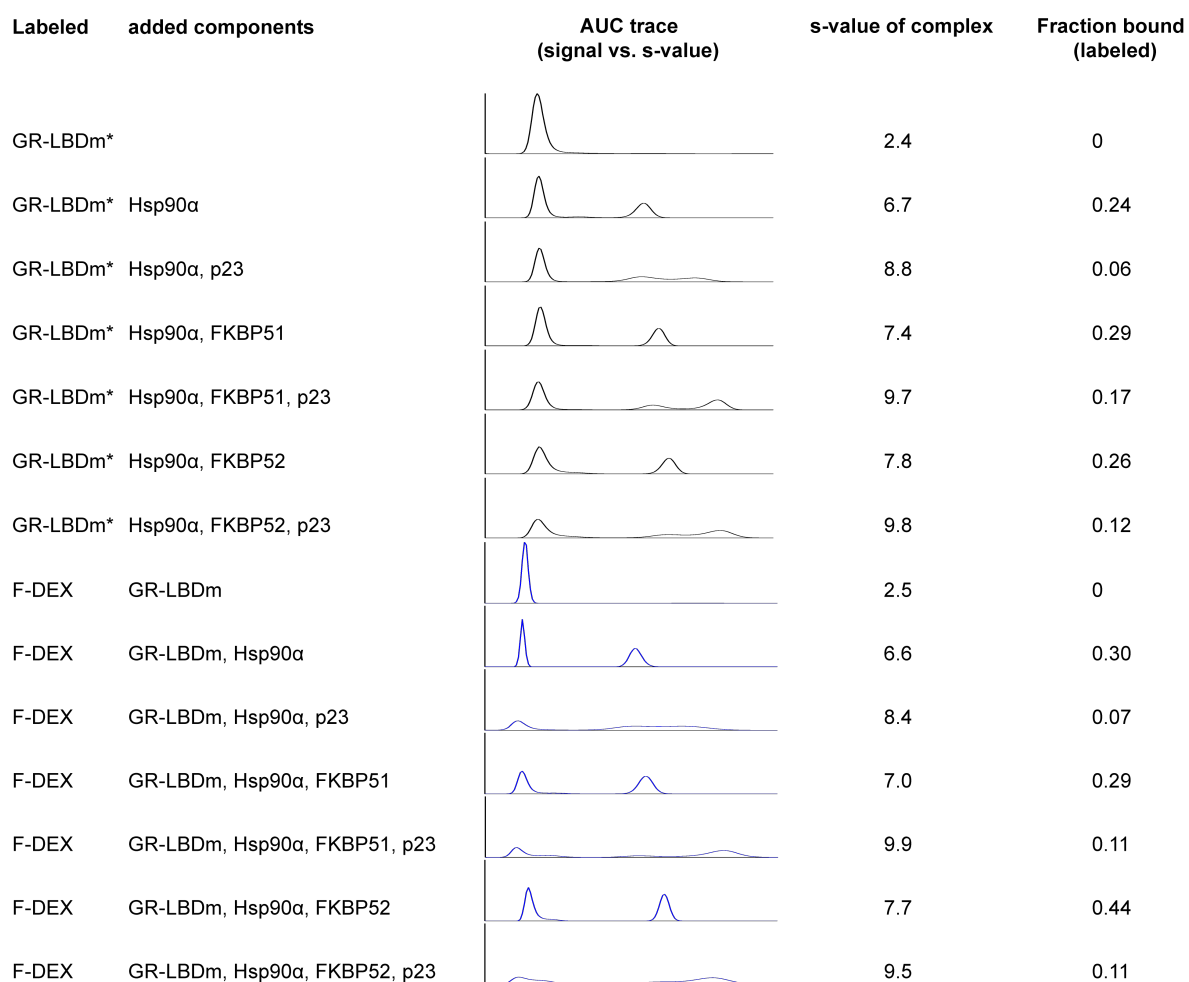 Labeled added components AUC trace s-value of complex Fraction bound
(signal vs. s-value) (labeled)
GR-LBDm* 2.4 0
GR-LBDm* Hsp90α 6.7 0.24
GR-LBDm* Hsp90α, p23 8.8 0.06
GR-LBDm* Hsp90α, FKBP51 7.4 0.29
GR-LBDm* Hsp90α, FKBP51, p23 9.7 0.17
GR-LBDm* Hsp90α, FKBP52 7.8 0.26
GR-LBDm* Hsp90α, FKBP52, p23 9.8 0.12
F-DEX GR-LBDm 2.5 0
F-DEX GR-LBDm, Hsp90α 6.6 0.30
F-DEX GR-LBDm, Hsp90α, p23 8.4 0.07
F-DEX GR-LBDm, Hsp90α, FKBP51 7.0 0.29
F-DEX GR-LBDm, Hsp90α, FKBP51, p23 9.9 0.11
F-DEX GR-LBDm, Hsp90α, FKBP52 7.7 0.44
F-DEX GR-LBDm, Hsp90α, FKBP52, p23 9.5 0.11